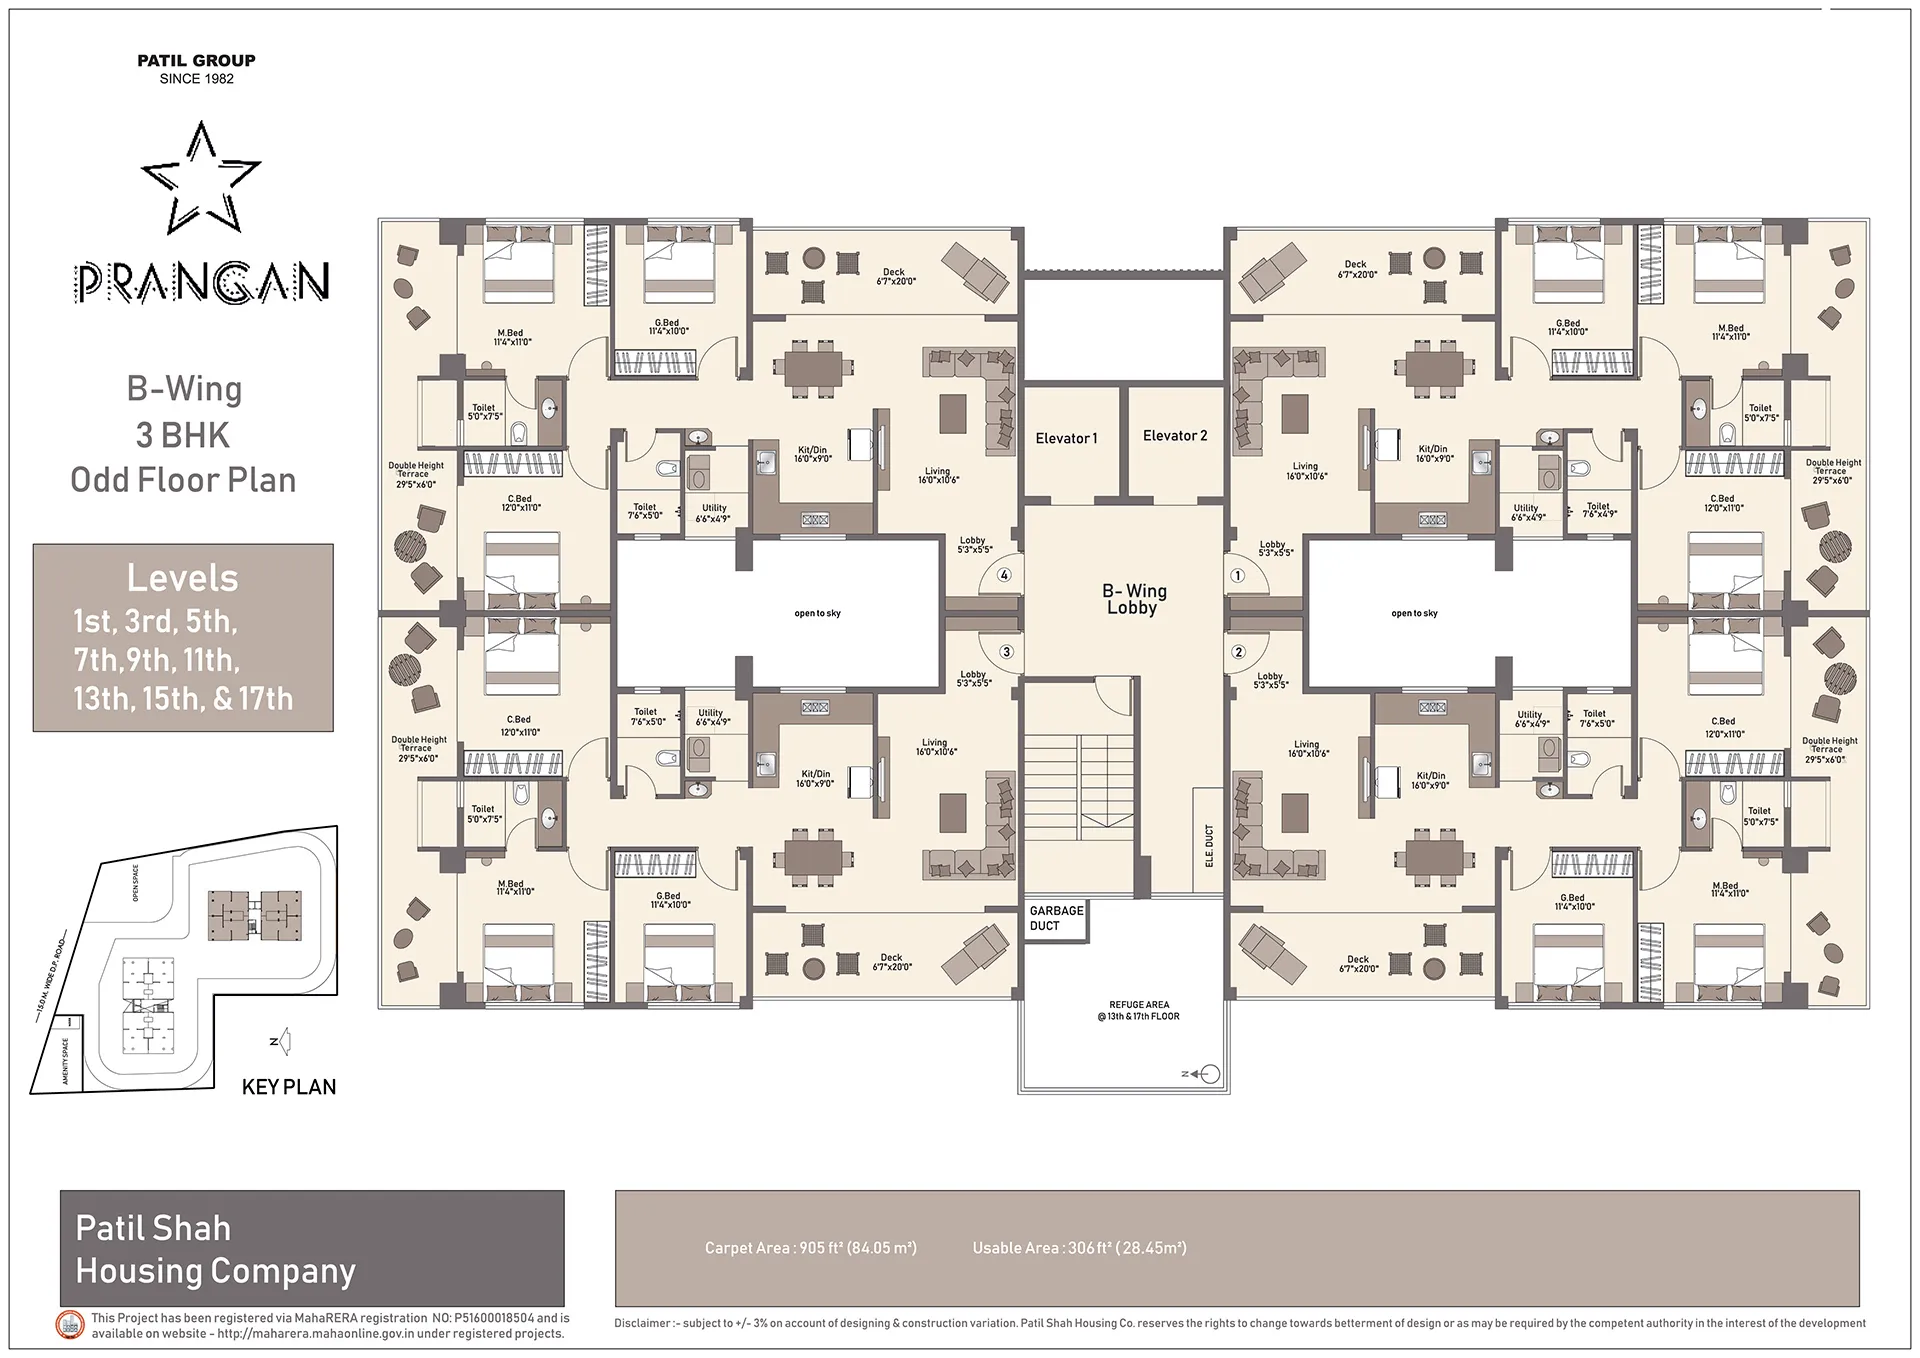 PATIL GROUP
SINCE 1982
PRANGAN
B-Wing
3 BHK
Odd Floor Plan
Levels
1st, 3rd, 5th,
7th,9th, 11th,
13th, 15th, & 17th
OPEN SPACE
15.0 M. WIDE D.P. ROAD
AMENITY SPACE
N
KEY PLAN
M.Bed
11'4"x11'0"
G.Bed
11'4"x10'0"
Deck
6'7"x20'0"
Toilet
5'0"x7'5"
Double Height
Terrace
29'5"x6'0"
C.Bed
12'0"x11'0"
Toilet
7'6"x5'0"
Utility
6'6"x4'9"
Kit/Din
16'0"x9'0"
Living
16'0"x10'6"
Lobby
5'3"x5'5"
4
open to sky
Elevator 1
Elevator 2
B- Wing
Lobby
Deck
6'7"x20'0"
G.Bed
11'4"x10'0"
M.Bed
11'4"x11'0"
Toilet
5'0"x7'5"
Double Height
Terrace
29'5"x6'0"
C.Bed
12'0"x11'0"
Toilet
7'6"x4'9"
Utility
6'6"x4'9"
Kit/Din
16'0"x9'0"
Living
16'0"x10'6"
Lobby
5'3"x5'5"
1
open to sky
3
Lobby
5'3"x5'5"
Living
16'0"x10'6"
Kit/Din
16'0"x9'0"
Utility
6'6"x4'9"
Toilet
7'6"x5'0"
C.Bed
12'0"x11'0"
Double Height
Terrace
29'5"x6'0"
Toilet
5'0"x7'5"
M.Bed
11'4"x11'0"
G.Bed
11'4"x10'0"
Deck
6'7"x20'0"
2
Lobby
5'3"x5'5"
Living
16'0"x10'6"
Kit/Din
16'0"x9'0"
Utility
6'6"x4'9"
Toilet
7'6"x5'0"
C.Bed
12'0"x11'0"
Double Height
Terrace
29'5"x6'0"
Toilet
5'0"x7'5"
M.Bed
11'4"x11'0"
G.Bed
11'4"x10'0"
Deck
6'7"x20'0"
ELE. DUCT
GARBAGE
DUCT
REFUGE AREA
@ 13th & 17th FLOOR
N
Patil Shah
Housing Company
Carpet Area : 905 ft² (84.05 m²)
Usable Area : 306 ft² ( 28.45m²)
This Project has been registered via MahaRERA registration NO: P51600018504 and is
available on website - http://maharera.mahaonline.gov.in under registered projects.
Disclaimer :- subject to +/- 3% on account of designing & construction variation. Patil Shah Housing Co. reserves the rights to change towards betterment of design or as may be required by the competent authority in the interest of the development